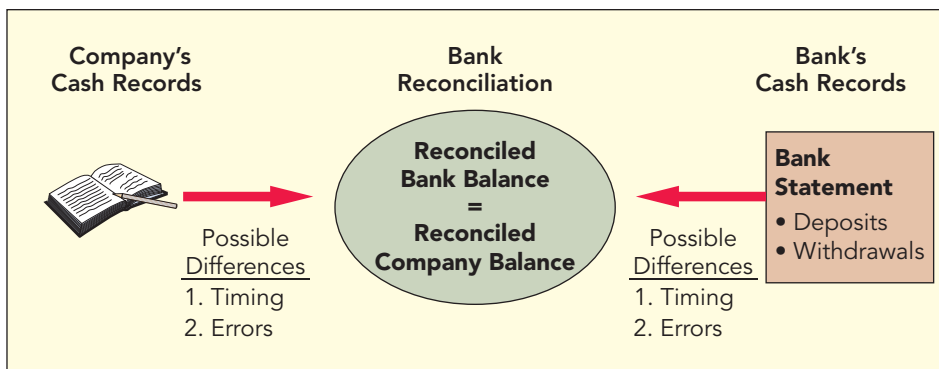 Company's
Cash Records
Bank
Reconciliation
Bank's
Cash Records
Reconciled
Bank Balance
=
Reconciled
Company Balance
Bank
Statement
• Deposits
• Withdrawals
Possible
Differences
1. Timing
2. Errors
Possible
Differences
1. Timing
2. Errors